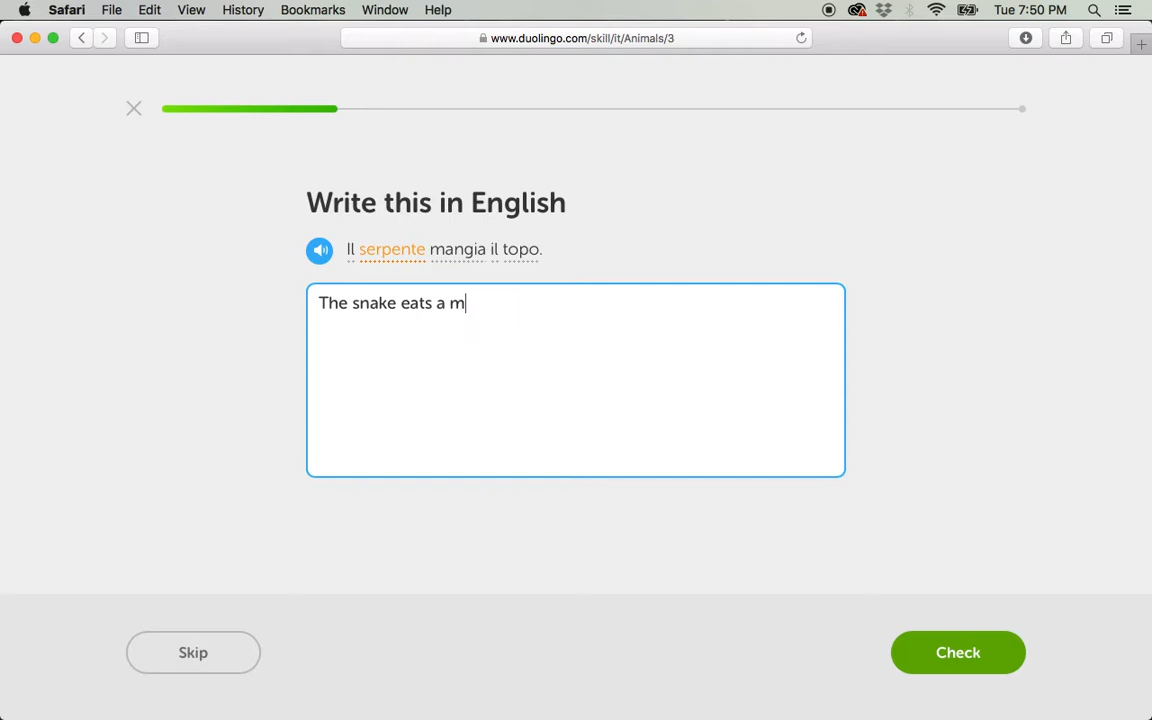 Safari File Edit View History Bookmarks Window Help Tue 7:50 PM
www.duolingo.com/skill/it/Animals/3
Write this in English
Il serpente mangia il topo.
The snake eats a m
Skip Check